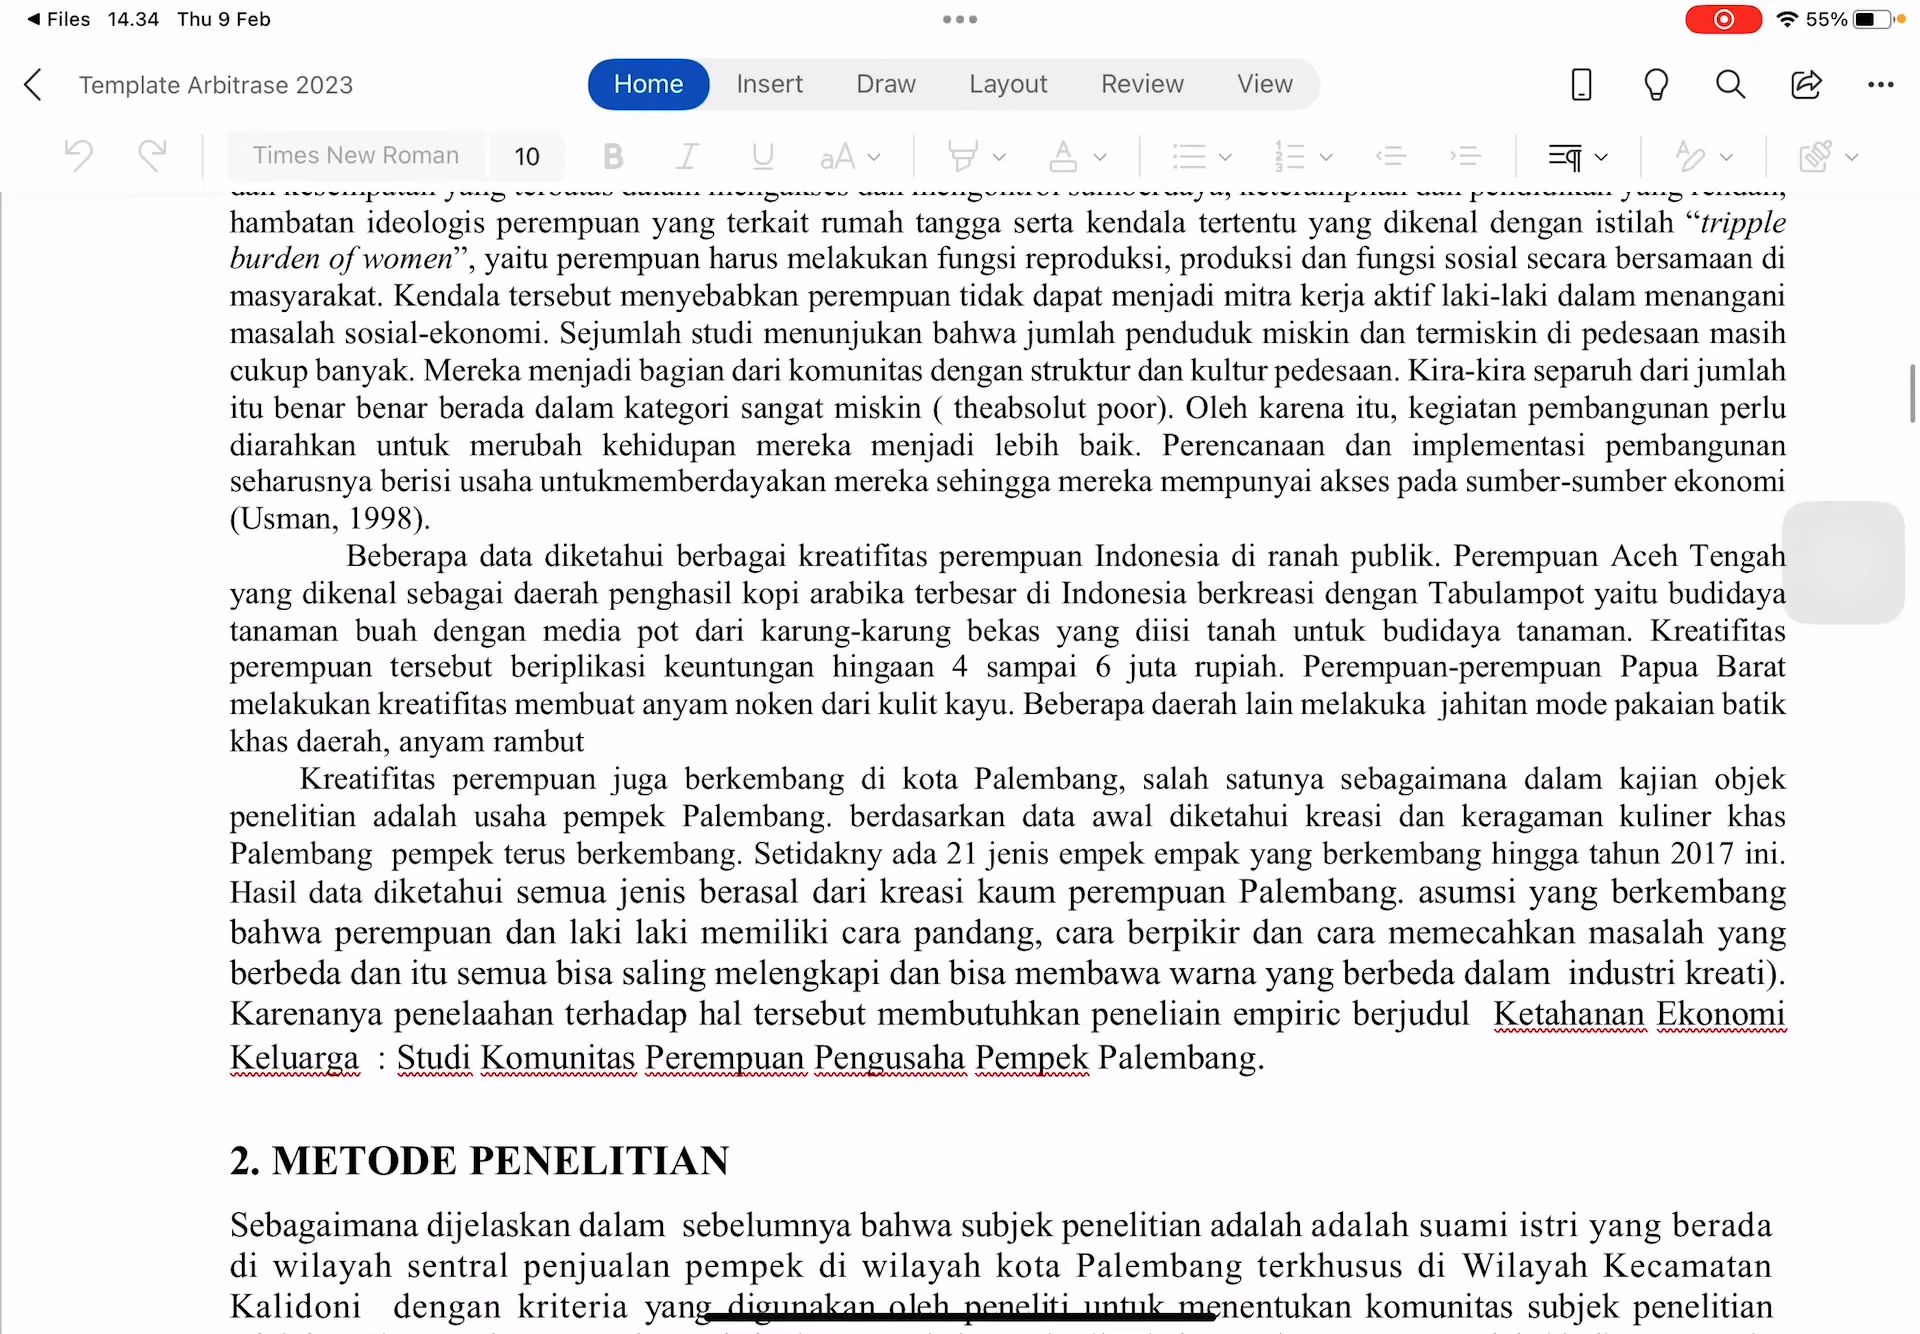 Files 14.34 Thu 9 Feb
55%
Template Arbitrase 2023
Home Insert Draw Layout Review View
Times New Roman 10 B I U aA A
dan kesempatan yang terbatas dalam mengakses dan mengontrol sumberdaya, keterampilan dan pendidikan yang rendah,
hambatan ideologis perempuan yang terkait rumah tangga serta kendala tertentu yang dikenal dengan istilah “tripple
burden of women”, yaitu perempuan harus melakukan fungsi reproduksi, produksi dan fungsi sosial secara bersamaan di
masyarakat. Kendala tersebut menyebabkan perempuan tidak dapat menjadi mitra kerja aktif laki-laki dalam menangani
masalah sosial-ekonomi. Sejumlah studi menunjukan bahwa jumlah penduduk miskin dan termiskin di pedesaan masih
cukup banyak. Mereka menjadi bagian dari komunitas dengan struktur dan kultur pedesaan. Kira-kira separuh dari jumlah
itu benar benar berada dalam kategori sangat miskin ( theabsolut poor). Oleh karena itu, kegiatan pembangunan perlu
diarahkan untuk merubah kehidupan mereka menjadi lebih baik. Perencanaan dan implementasi pembangunan
seharusnya berisi usaha untukmemberdayakan mereka sehingga mereka mempunyai akses pada sumber-sumber ekonomi
(Usman, 1998).
Beberapa data diketahui berbagai kreatifitas perempuan Indonesia di ranah publik. Perempuan Aceh Tengah
yang dikenal sebagai daerah penghasil kopi arabika terbesar di Indonesia berkreasi dengan Tabulampot yaitu budidaya
tanaman buah dengan media pot dari karung-karung bekas yang diisi tanah untuk budidaya tanaman. Kreatifitas
perempuan tersebut beriplikasi keuntungan hingaan 4 sampai 6 juta rupiah. Perempuan-perempuan Papua Barat
melakukan kreatifitas membuat anyam noken dari kulit kayu. Beberapa daerah lain melakuka jahitan mode pakaian batik
khas daerah, anyam rambut
Kreatifitas perempuan juga berkembang di kota Palembang, salah satunya sebagaimana dalam kajian objek
penelitian adalah usaha pempek Palembang. berdasarkan data awal diketahui kreasi dan keragaman kuliner khas
Palembang pempek terus berkembang. Setidakny ada 21 jenis empek empak yang berkembang hingga tahun 2017 ini.
Hasil data diketahui semua jenis berasal dari kreasi kaum perempuan Palembang. asumsi yang berkembang
bahwa perempuan dan laki laki memiliki cara pandang, cara berpikir dan cara memecahkan masalah yang
berbeda dan itu semua bisa saling melengkapi dan bisa membawa warna yang berbeda dalam industri kreati).
Karenanya penelaahan terhadap hal tersebut membutuhkan peneliain empiric berjudul Ketahanan Ekonomi
Keluarga : Studi Komunitas Perempuan Pengusaha Pempek Palembang.
2. METODE PENELITIAN
Sebagaimana dijelaskan dalam sebelumnya bahwa subjek penelitian adalah adalah suami istri yang berada
di wilayah sentral penjualan pempek di wilayah kota Palembang terkhusus di Wilayah Kecamatan
Kalidoni dengan kriteria yang digunakan oleh peneliti untuk menentukan komunitas subjek penelitian